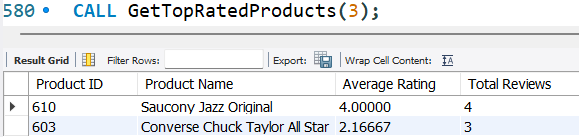 580 CALL GetTopRatedProducts(3);
Result Grid Filter Rows: Export: Wrap Cell Content: IA
Product ID Product Name Average Rating Total Reviews
610 Saucony Jazz Original 4.00000 4
603 Converse Chuck Taylor All Star 2.16667 3